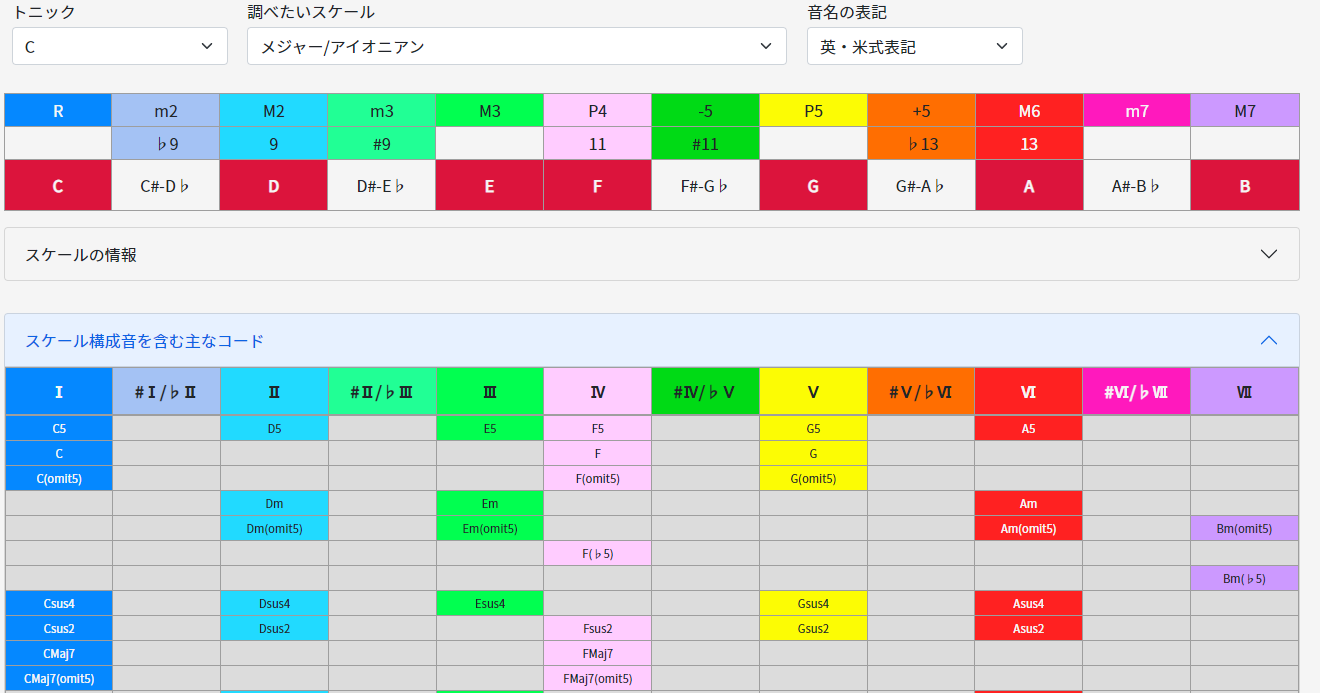 トニック 調べたいスケール 音名の表記
C メジャー/アイオニアン 英・米式表記
R m2 M2 m3 M3 P4 -5 P5 +5 M6 m7 M7
♭9 9 #9 11 #11 ♭13 13
C C#-D♭ D D#-E♭ E F F#-G♭ G G#-A♭ A A#-B♭ B
スケールの情報
スケール構成音を含む主なコード
Ⅰ #Ⅰ/♭Ⅱ Ⅱ #Ⅱ/♭Ⅲ Ⅲ Ⅳ #Ⅳ/♭Ⅴ Ⅴ #Ⅴ/♭Ⅵ Ⅵ #Ⅵ/♭Ⅶ Ⅶ
C5 D5 E5 F5 G5 A5
C F G
C(omit5) F(omit5) G(omit5)
Dm Em Am
Dm(omit5) Em(omit5) Am(omit5) Bm(omit5)
F(♭5)
Bm(♭5)
Csus4 Dsus4 Esus4 Gsus4 Asus4
Csus2 Dsus2 Fsus2 Gsus2 Asus2
CMaj7 FMaj7
CMaj7(omit5) FMaj7(omit5)